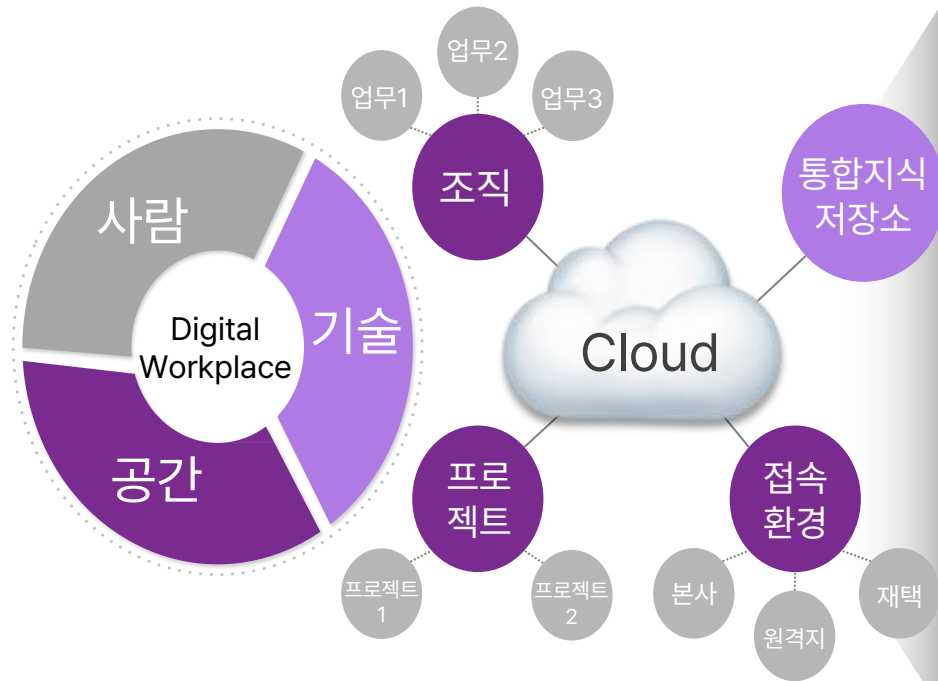 사람
기술
공간
Digital
Workplace
업무1
업무2
업무3
조직
통합지식
저장소
Cloud
프로
젝트
프로젝트
1
프로젝트
2
접속
환경
본사
원격지
재택